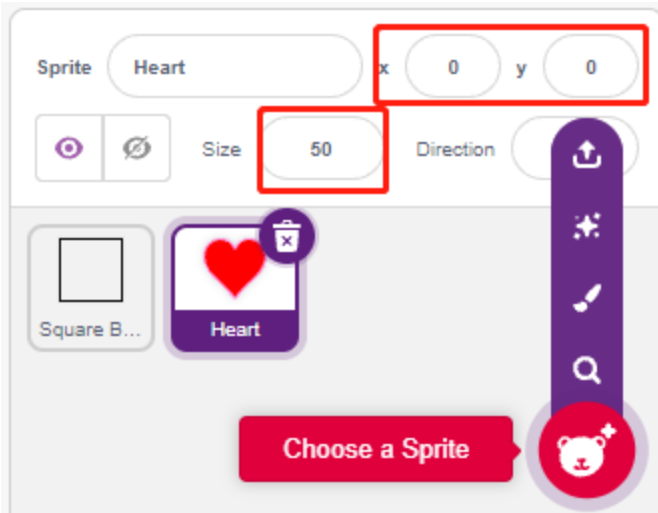 Sprite Heart x 0 y 0
Size 50 Direction
Square B... Heart
Choose a Sprite